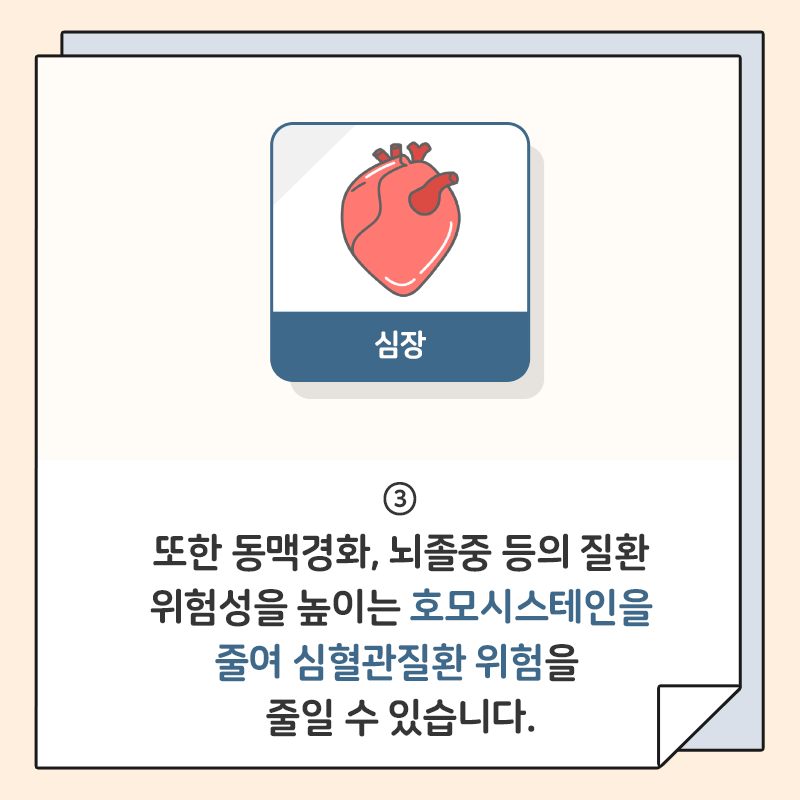 심장
③
또한 동맥경화, 뇌졸중 등의 질환
위험성을 높이는 호모시스테인을
줄여 심혈관질환 위험을
줄일 수 있습니다.